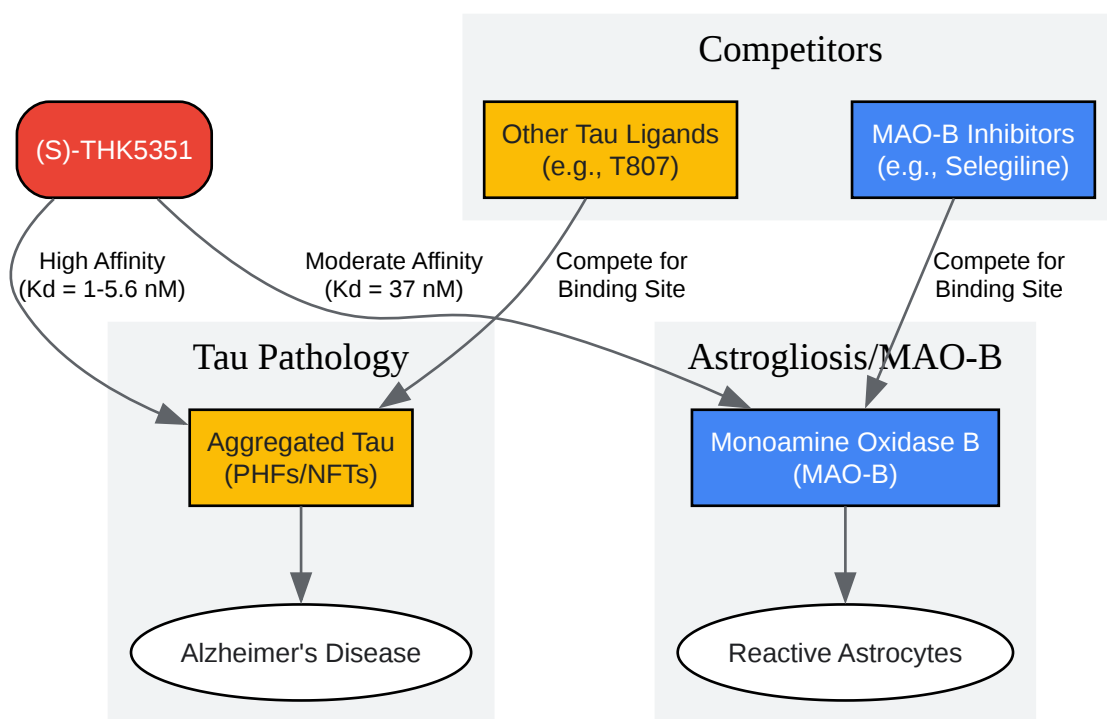 Competitors
(S)-THK5351
Other Tau Ligands
(e.g., T807)
MAO-B Inhibitors
(e.g., Selegiline)
High Affinity
(Kd = 1-5.6 nM)
Moderate Affinity
(Kd = 37 nM)
Compete for
Binding Site
Compete for
Binding Site
Tau Pathology
Astrogliosis/MAO-B
Aggregated Tau
(PHFs/NFTs)
Monoamine Oxidase B
(MAO-B)
Alzheimer's Disease
Reactive Astrocytes